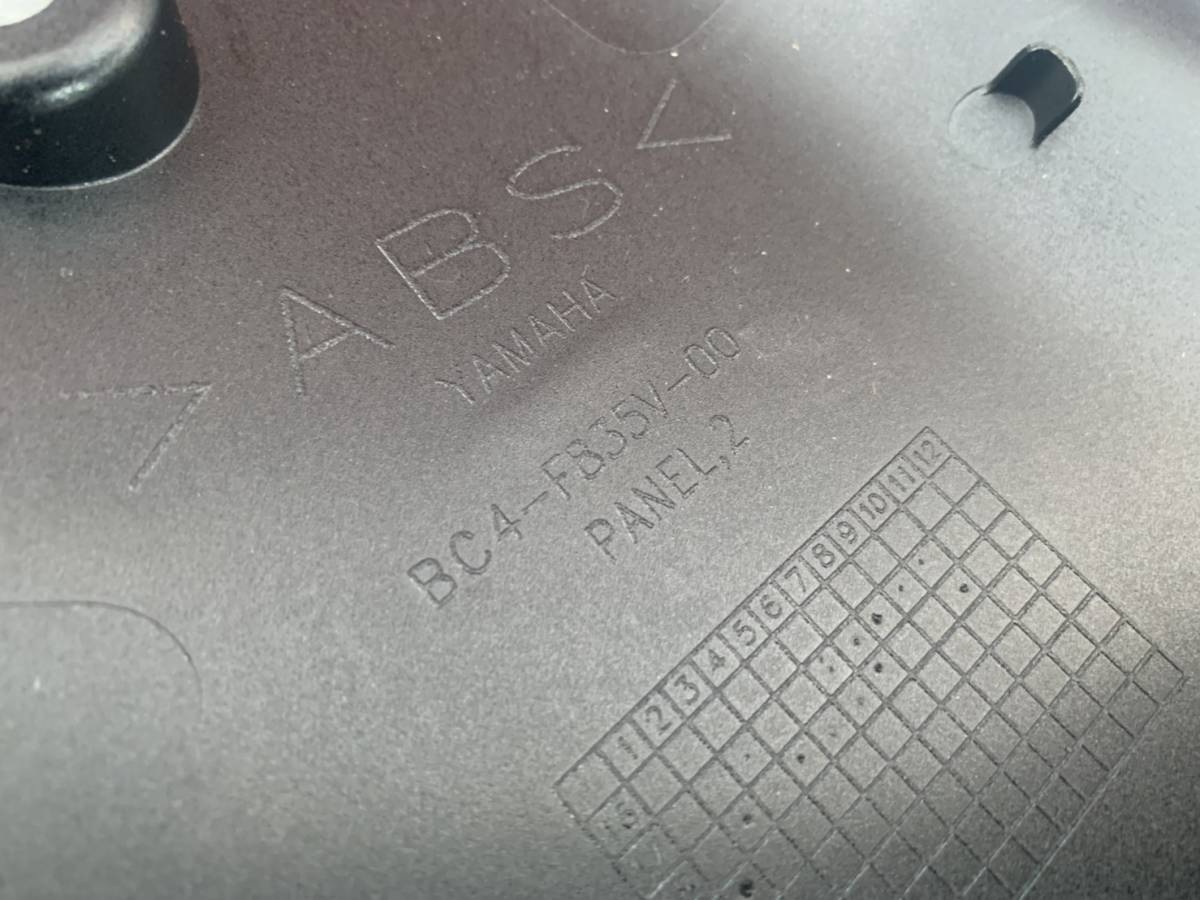 >ABS<
YAMAHA
BC4-F835V-00
PANEL,2
1 2 3 4 5 6 7 8 9 10 11 12